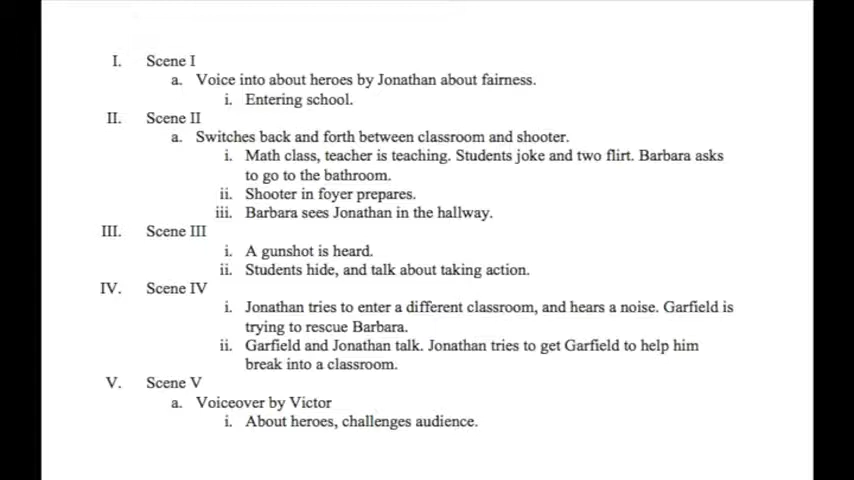 I. Scene I
a. Voice into about heroes by Jonathan about fairness.
i. Entering school.
II. Scene II
a. Switches back and forth between classroom and shooter.
i. Math class, teacher is teaching. Students joke and two flirt. Barbara asks
to go to the bathroom.
ii. Shooter in foyer prepares.
iii. Barbara sees Jonathan in the hallway.
III. Scene III
i. A gunshot is heard.
ii. Students hide, and talk about taking action.
IV. Scene IV
i. Jonathan tries to enter a different classroom, and hears a noise. Garfield is
trying to rescue Barbara.
ii. Garfield and Jonathan talk. Jonathan tries to get Garfield to help him
break into a classroom.
V. Scene V
a. Voiceover by Victor
i. About heroes, challenges audience.